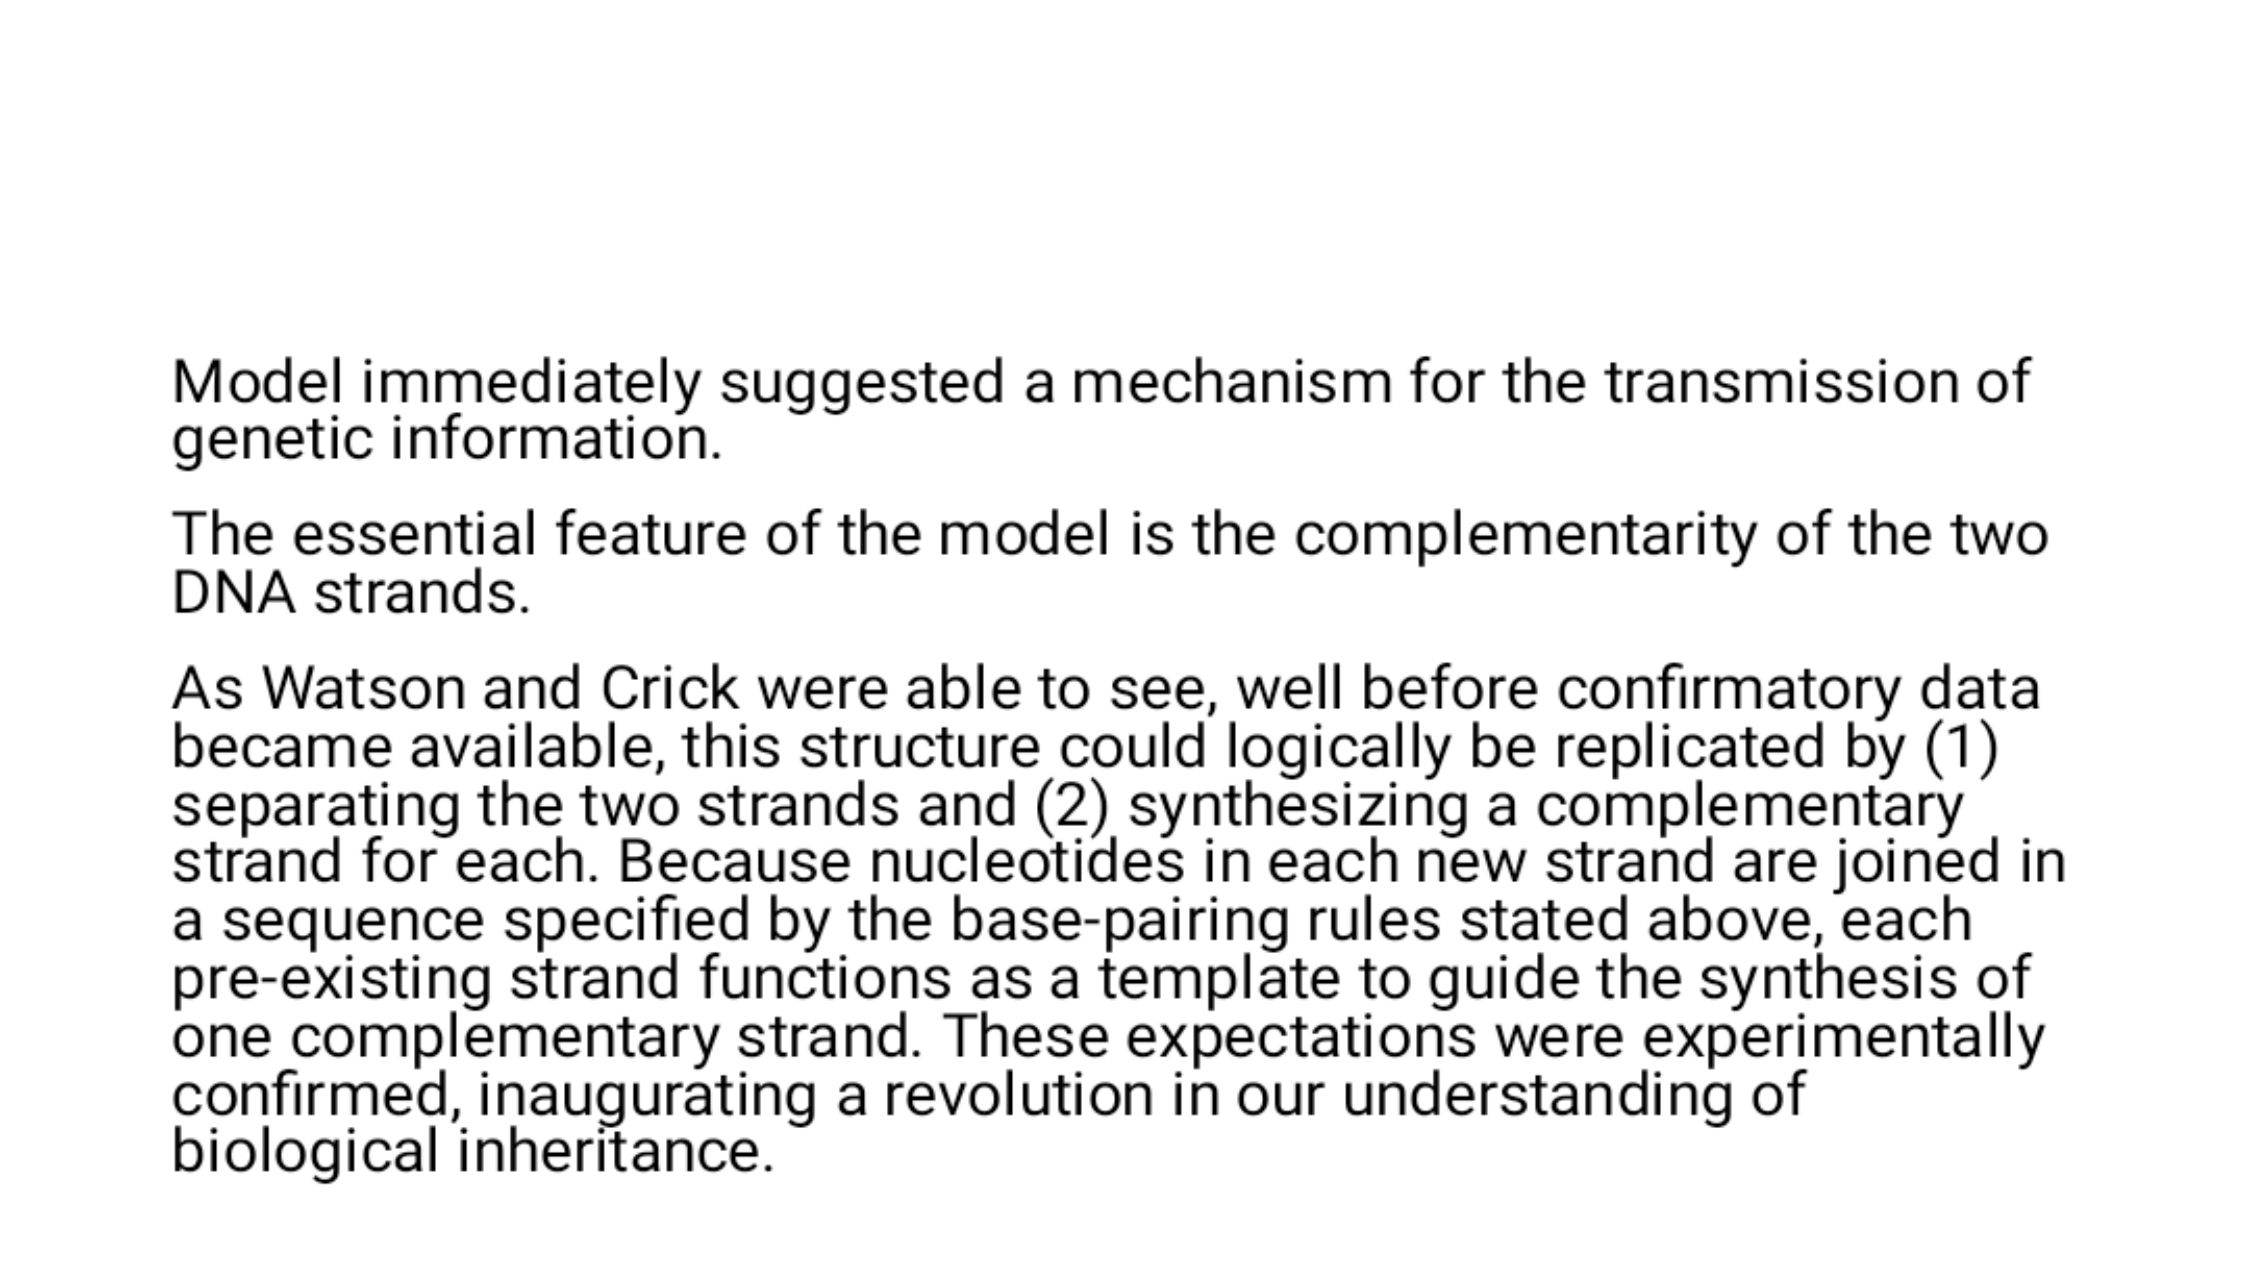 Model immediately suggested a mechanism for the transmission of
genetic information.
The essential feature of the model is the complementarity of the two
DNA strands.
As Watson and Crick were able to see, well before confirmatory data
became available, this structure could logically be replicated by (1)
separating the two strands and (2) synthesizing a complementary
strand for each. Because nucleotides in each new strand are joined in
a sequence specified by the base-pairing rules stated above, each
pre-existing strand functions as a template to guide the synthesis of
one complementary strand. These expectations were experimentally
confirmed, inaugurating a revolution in our understanding of
biological inheritance.